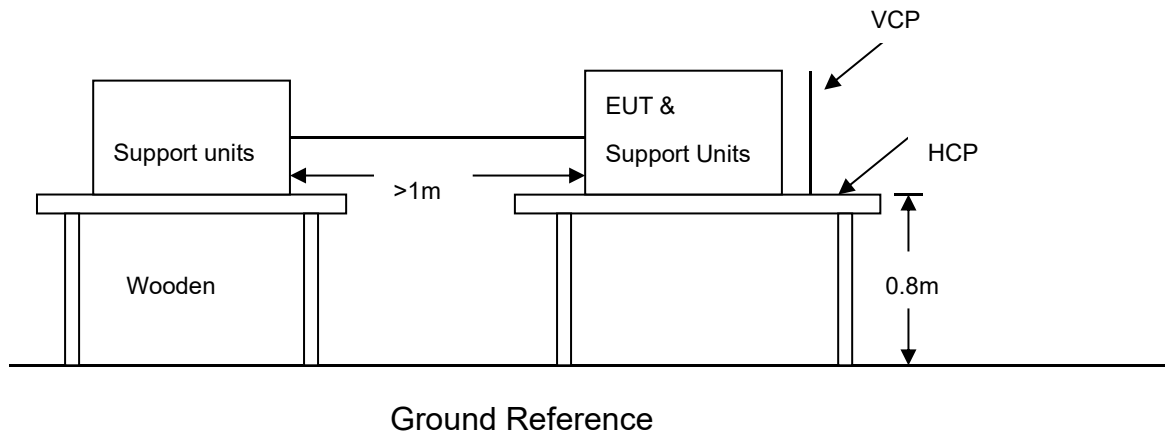 VCP
EUT &
Support units
Support Units
HCP
>1m
Wooden
0.8m
Ground Reference